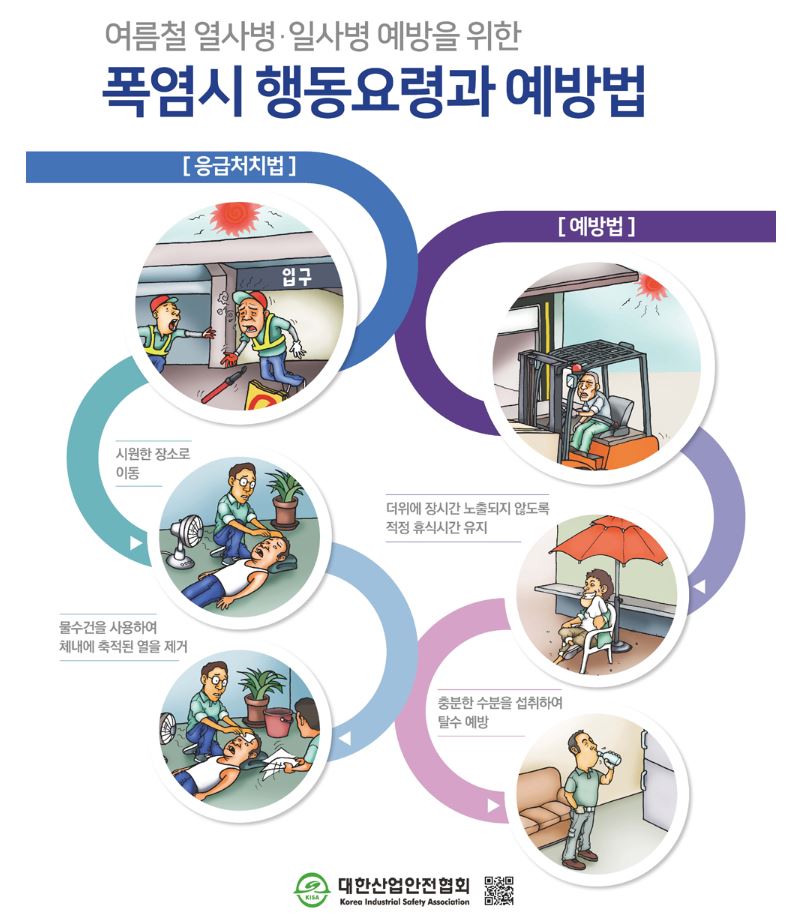 여름철 열사병·일사병 예방을 위한
폭염시 행동요령과 예방법
[ 응급처치법 ]
입구
시원한 장소로
이동
물수건을 사용하여
체내에 축적된 열을 제거
[ 예방법 ]
더위에 장시간 노출되지 않도록
적정 휴식시간 유지
충분한 수분을 섭취하여
탈수 예방
KISA
대한산업안전협회
Korea Industrial Safety Association